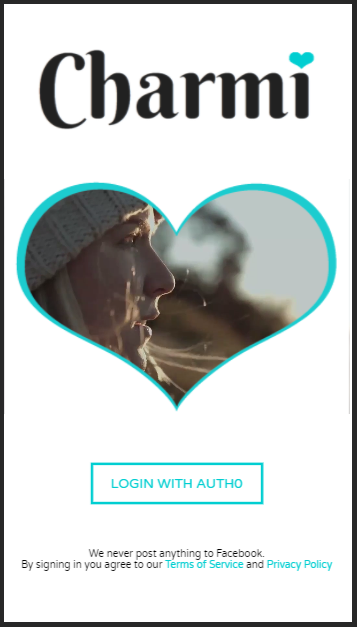 Charmi
LOGIN WITH AUTH0
We never post anything to Facebook.
By signing in you agree to our Terms of Service and Privacy Policy